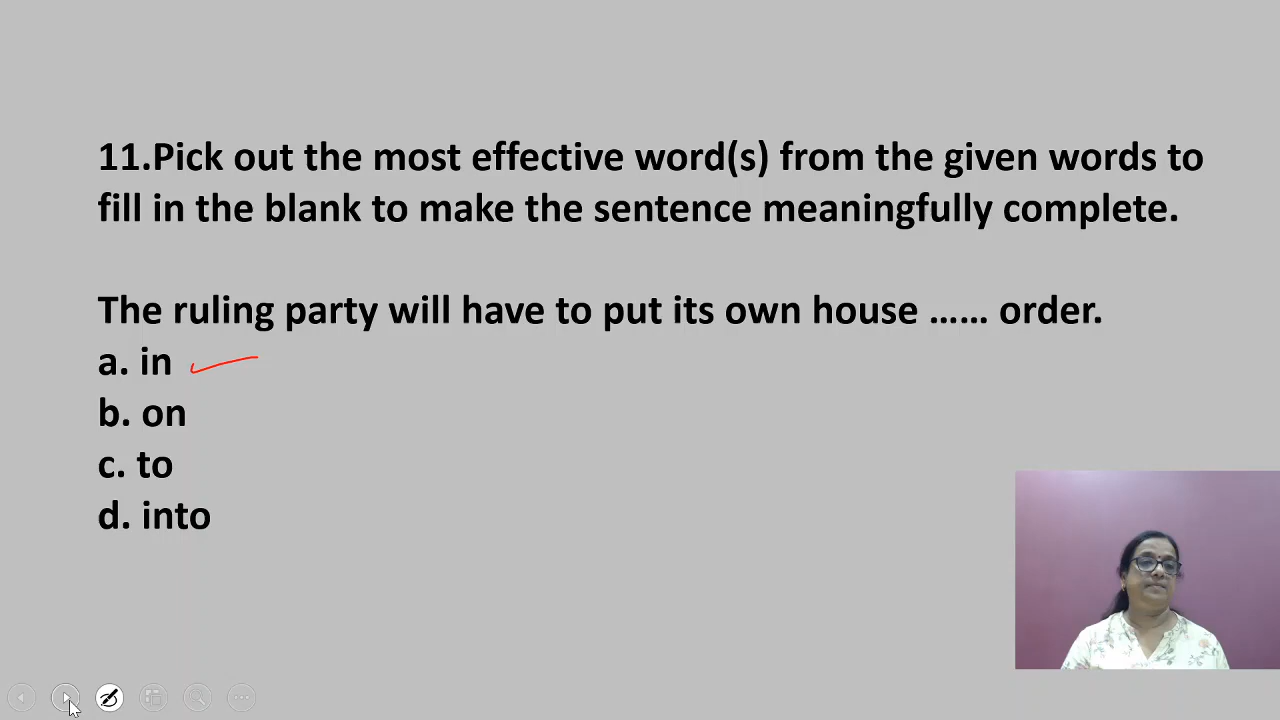 11.Pick out the most effective word(s) from the given words to
fill in the blank to make the sentence meaningfully complete.
The ruling party will have to put its own house …… order.
a. in
b. on
c. to
d. into